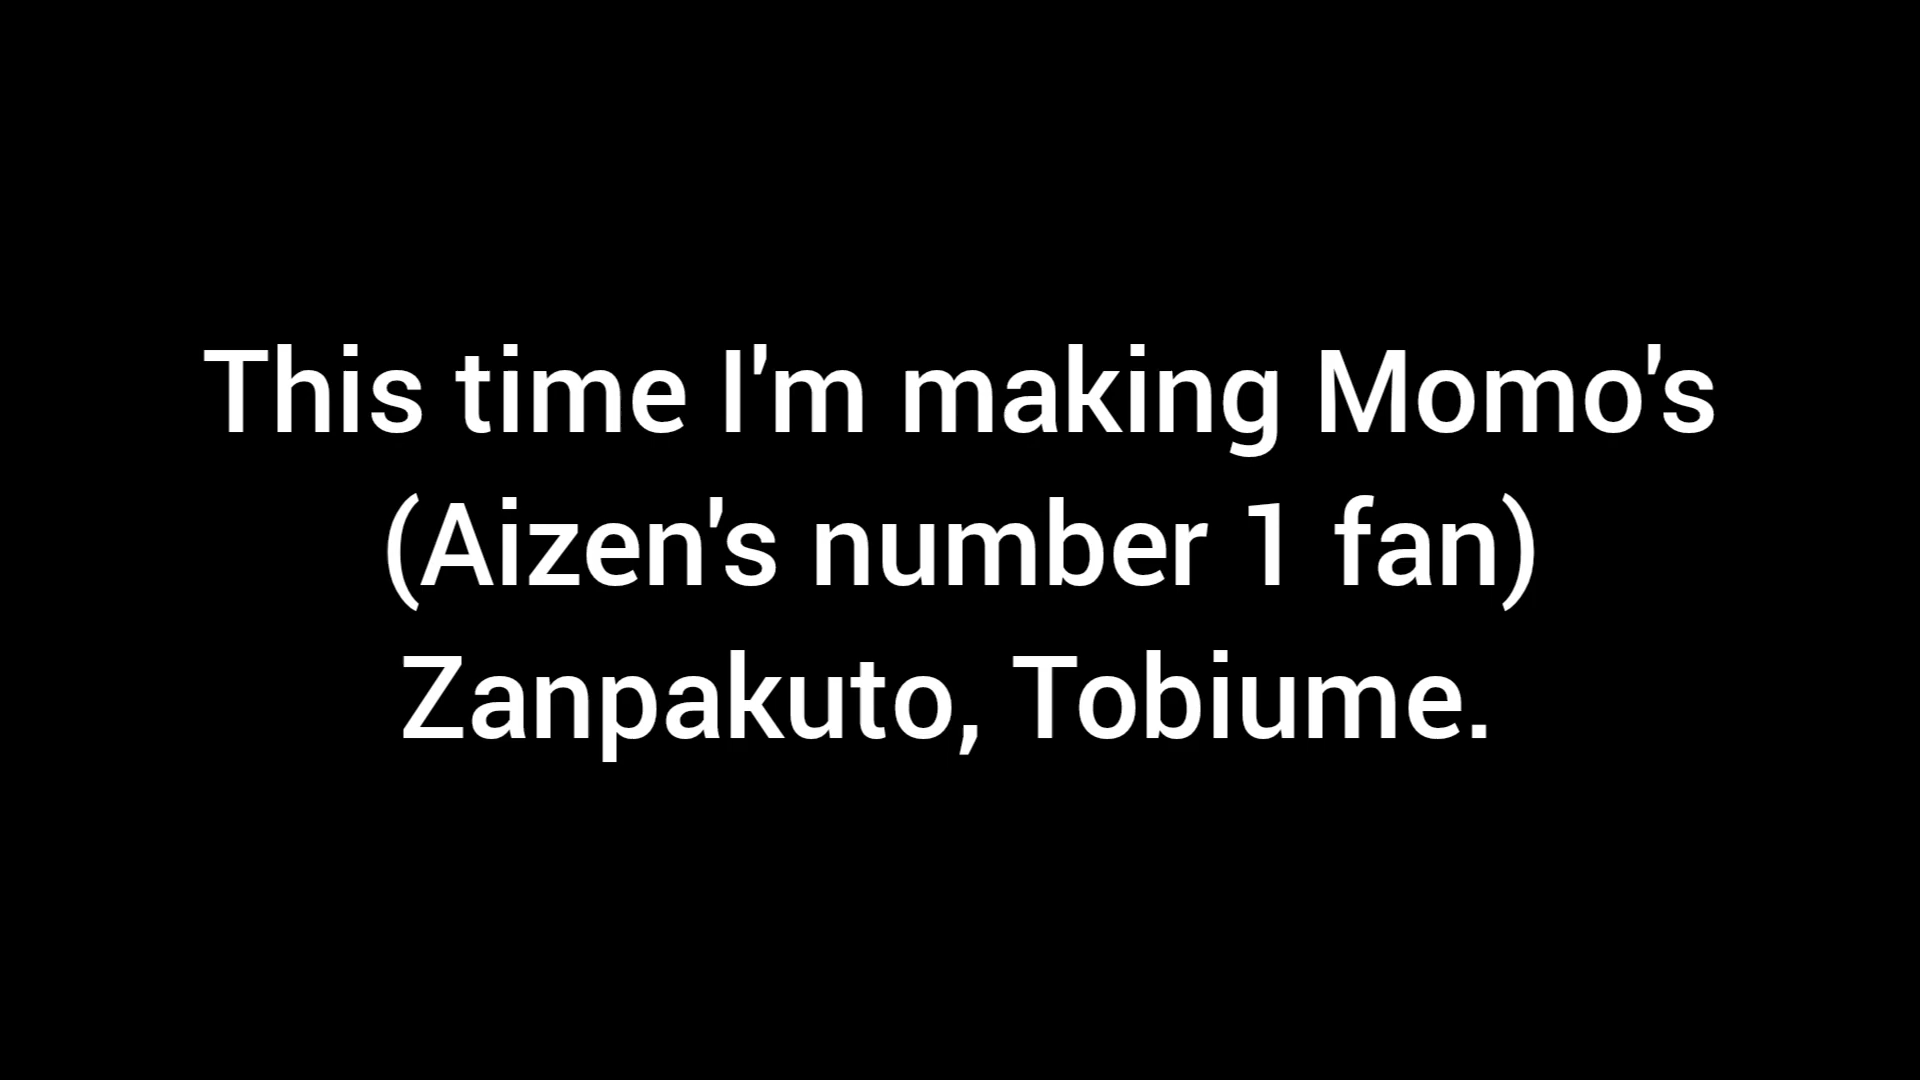 This time I'm making Momo's
(Aizen's number 1 fan)
Zanpakuto, Tobiume.